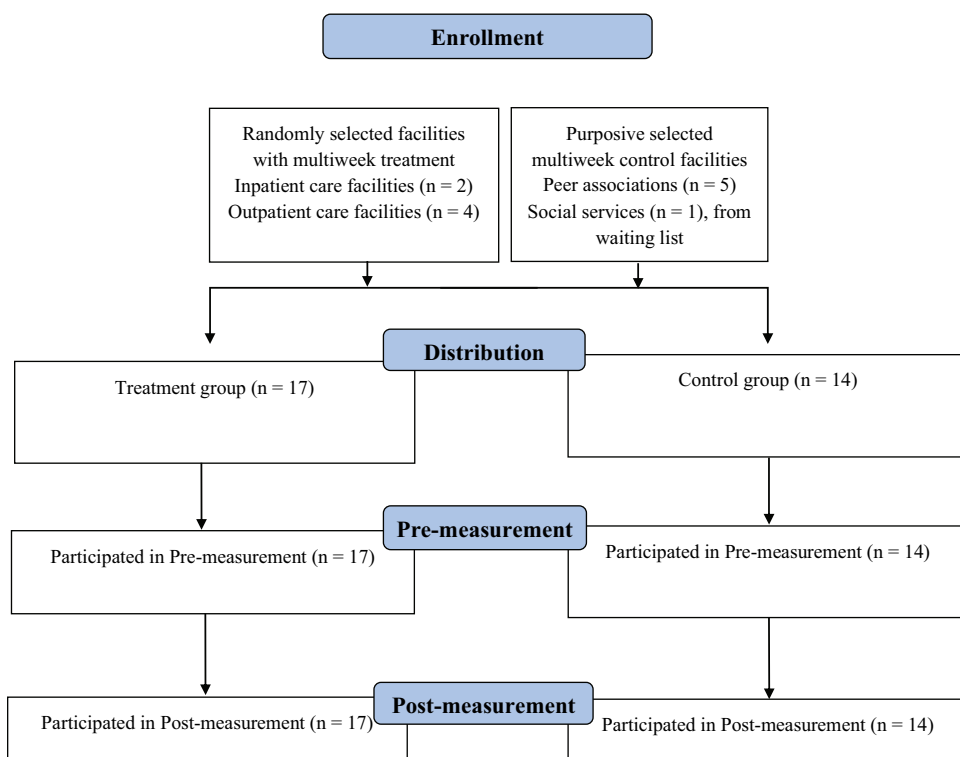 Enrollment
Randomly selected facilities
with multiweek treatment
Inpatient care facilities (n = 2)
Outpatient care facilities (n = 4)
Purposive selected
multiweek control facilities
Peer associations (n = 5)
Social services (n = 1), from
waiting list
Distribution
Treatment group (n = 17)
Control group (n = 14)
Pre-measurement
Participated in Pre-measurement (n = 17)
Participated in Pre-measurement (n = 14)
Post-measurement
Participated in Post-measurement (n = 17)
Participated in Post-measurement (n = 14)